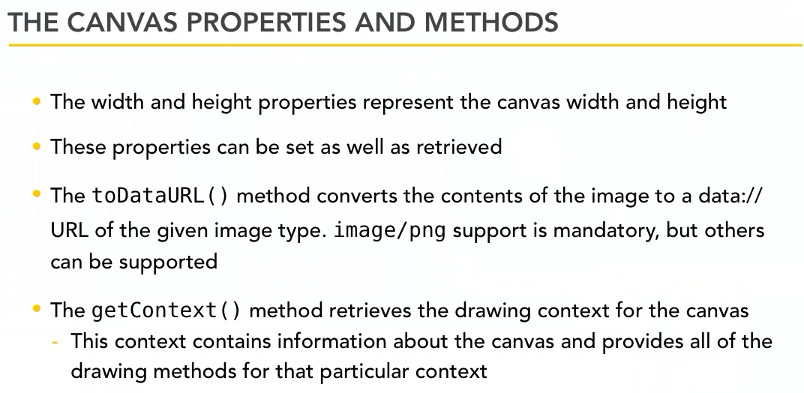 THE CANVAS PROPERTIES AND METHODS
• The width and height properties represent the canvas width and height
• These properties can be set as well as retrieved
• The toDataURL() method converts the contents of the image to a data://
URL of the given image type. image/png support is mandatory, but others
can be supported
• The getContext() method retrieves the drawing context for the canvas
- This context contains information about the canvas and provides all of the
drawing methods for that particular context